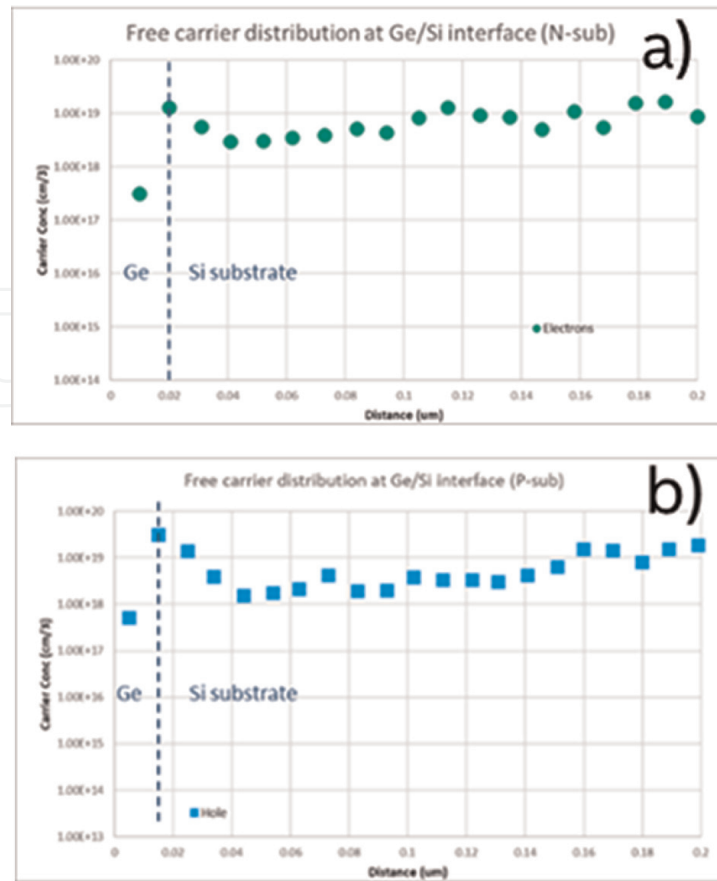 Free carrier distribution at Ge/Si interface (N-sub)
a)
Carrier Conc (cm/3)
1.00E+20
1.00E+19
1.00E+18
1.00E+17
1.00E+16
1.00E+15
1.00E+14
Ge
Si substrate
Electrons
0 0.02 0.04 0.06 0.08 0.1 0.12 0.14 0.16 0.18 0.2
Distance (um)
Free carrier distribution at Ge/Si interface (P-sub)
b)
Carrier Conc (cm/3)
1.00E+20
1.00E+19
1.00E+18
1.00E+17
1.00E+16
1.00E+15
1.00E+14
1.00E+13
Ge
Si substrate
Hole
0 0.02 0.04 0.06 0.08 0.1 0.12 0.14 0.16 0.18 0.2
Distance (um)